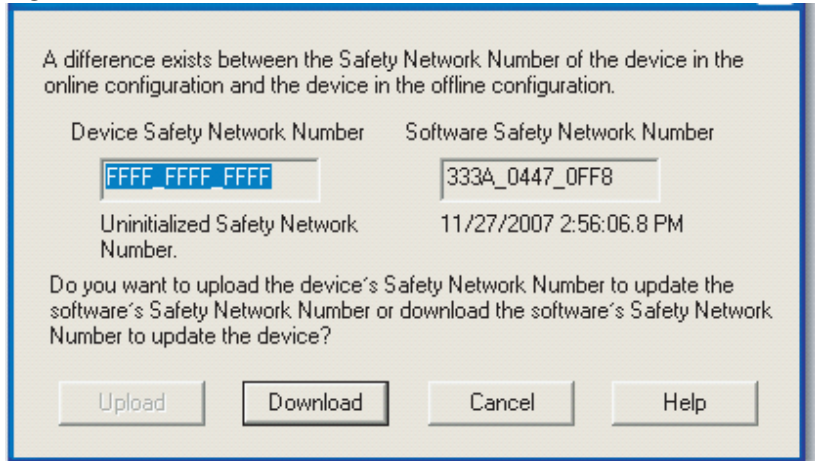 A difference exists between the Safety Network Number of the device in the
online configuration and the device in the offline configuration.
Device Safety Network Number
Software Safety Network Number
FFFF_FFFF_FFFF
333A_0447_0FF8
Uninitialized Safety Network
Number.
11/27/2007 2:56:06.8 PM
Do you want to upload the device´s Safety Network Number to update the
software´s Safety Network Number or download the software´s Safety Network
Number to update the device?
Upload
Download
Cancel
Help